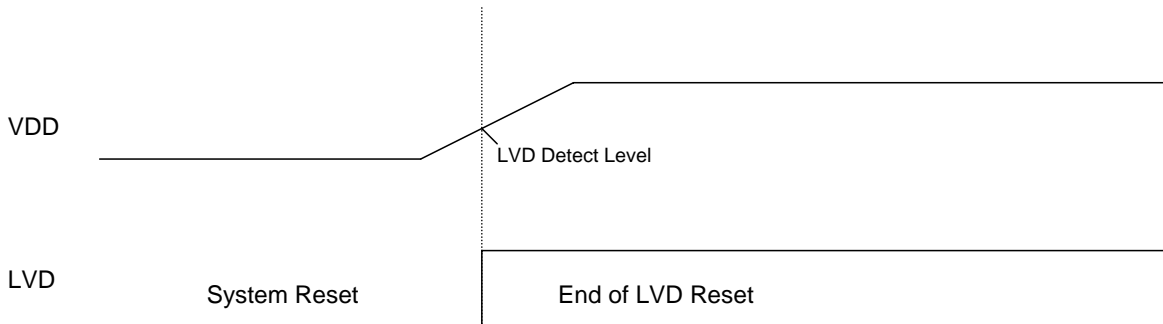 VDD
LVD Detect Level
LVD
System Reset
End of LVD Reset